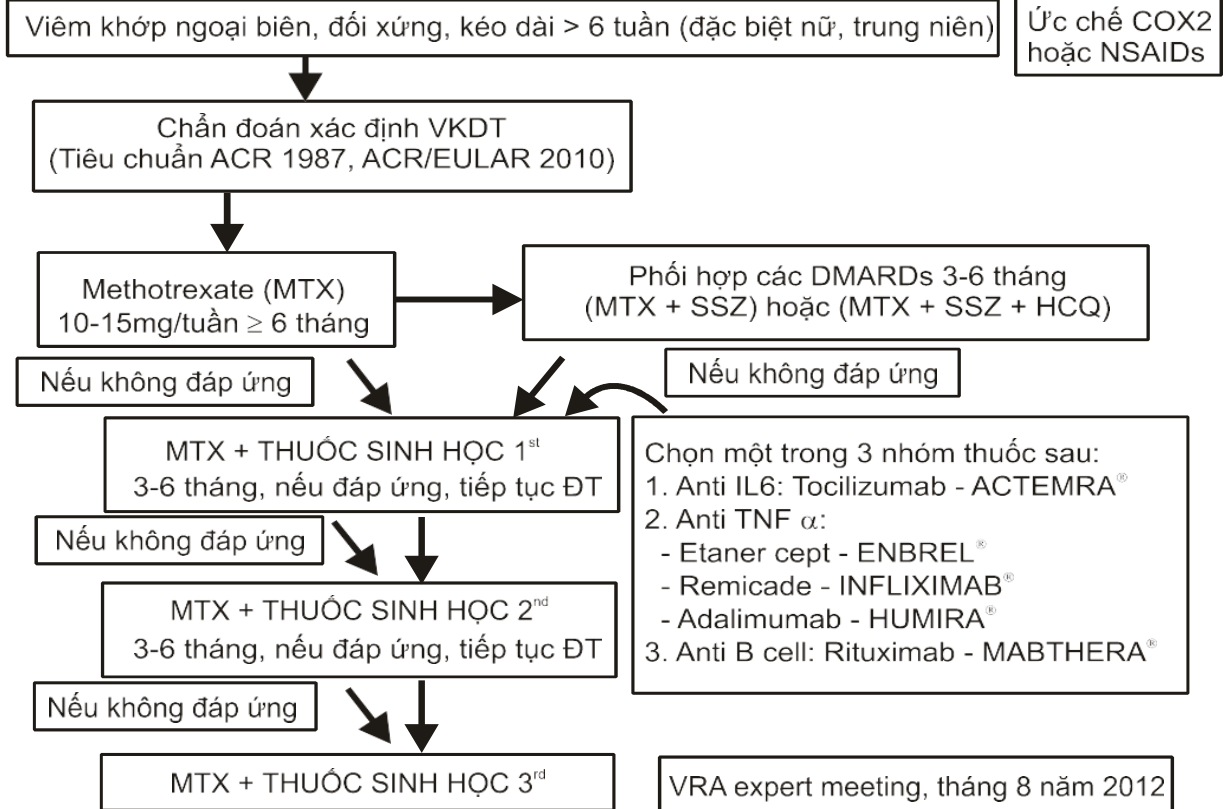 Viêm khớp ngoại biên, đối xứng, kéo dài > 6 tuần (đặc biệt nữ, trung niên)
Ức chế COX2
hoặc NSAIDs
Chẩn đoán xác định VKDT
(Tiêu chuẩn ACR 1987, ACR/EULAR 2010)
Methotrexate (MTX)
10-15mg/tuần ≥ 6 tháng
Phối hợp các DMARDs 3-6 tháng
(MTX + SSZ) hoặc (MTX + SSZ + HCQ)
Nếu không đáp ứng
Nếu không đáp ứng
MTX + THUỐC SINH HỌC 1st
3-6 tháng, nếu đáp ứng, tiếp tục ĐT
Chọn một trong 3 nhóm thuốc sau:
1. Anti IL6: Tocilizumab - ACTEMRA®
2. Anti TNF α:
- Etaner cept - ENBREL®
- Remicade - INFLIXIMAB®
- Adalimumab - HUMIRA®
3. Anti B cell: Rituximab - MABTHERA®
Nếu không đáp ứng
MTX + THUỐC SINH HỌC 2nd
3-6 tháng, nếu đáp ứng, tiếp tục ĐT
Nếu không đáp ứng
MTX + THUỐC SINH HỌC 3rd
VRA expert meeting, tháng 8 năm 2012